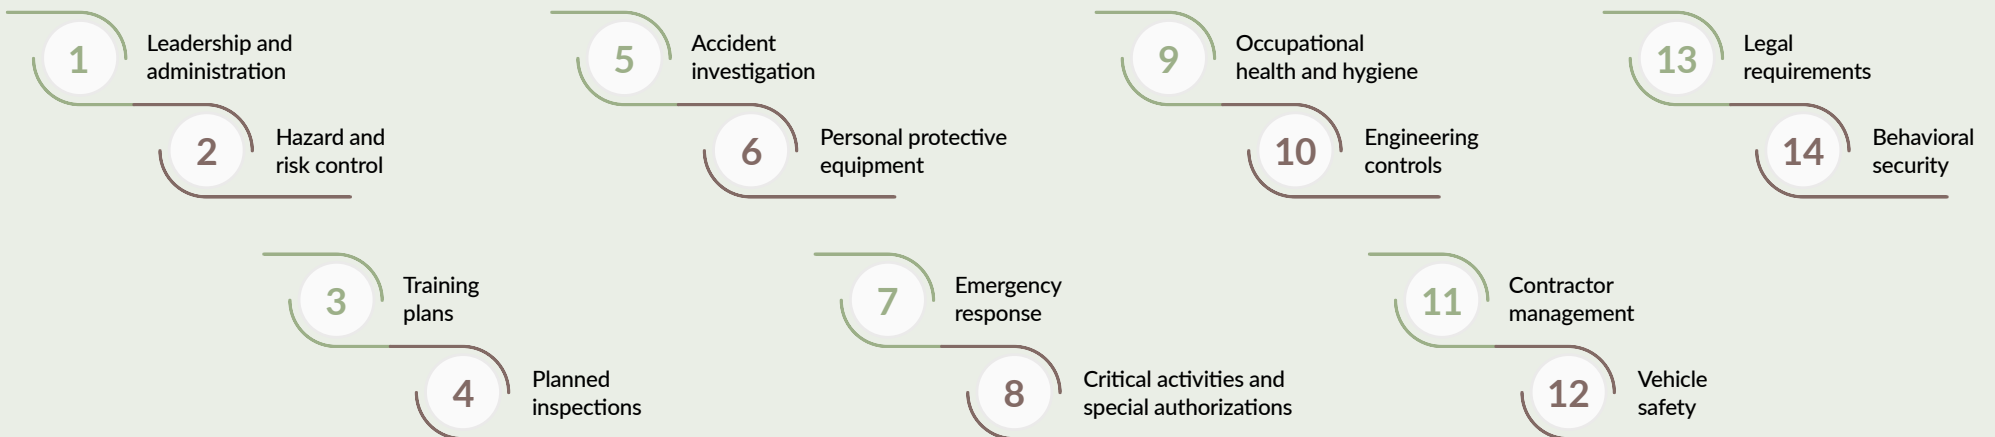 1
Leadership and
administration
2
Hazard and
risk control
3
Training
plans
4
Planned
inspections
5
Accident
investigation
6
Personal protective
equipment
7
Emergency
response
8
Critical activities and
special authorizations
9
Occupational
health and hygiene
10
Engineering
controls
11
Contractor
management
12
Vehicle
safety
13
Legal
requirements
14
Behavioral
security